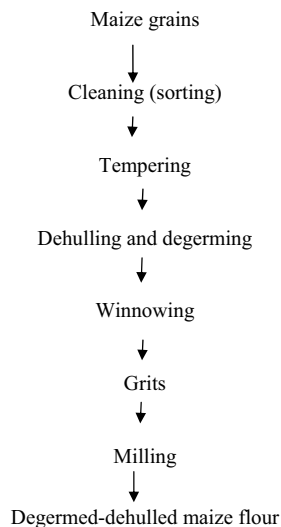 Maize grains
Cleaning (sorting)
Tempering
Dehulling and degerming
Winnowing
Grits
Milling
Degermed-dehulled maize flour